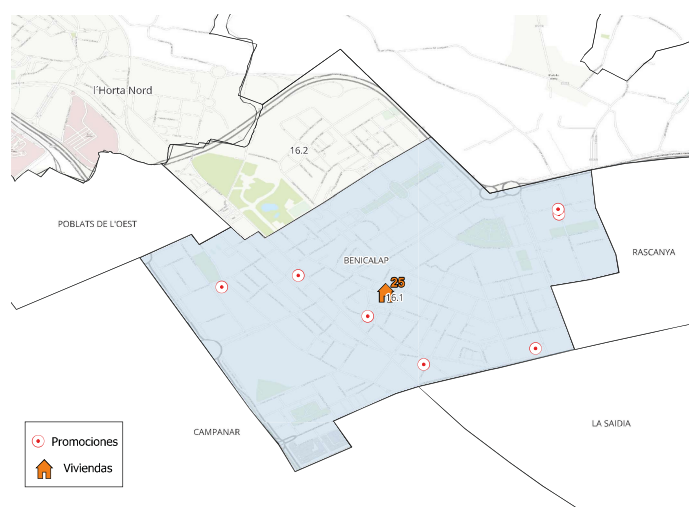 l´Horta Nord
16.2
POBLATS DE L'OEST
RASCANYA
BENICALAP
25
16.1
CAMPANAR
LA SAIDIA
Promociones
Viviendas